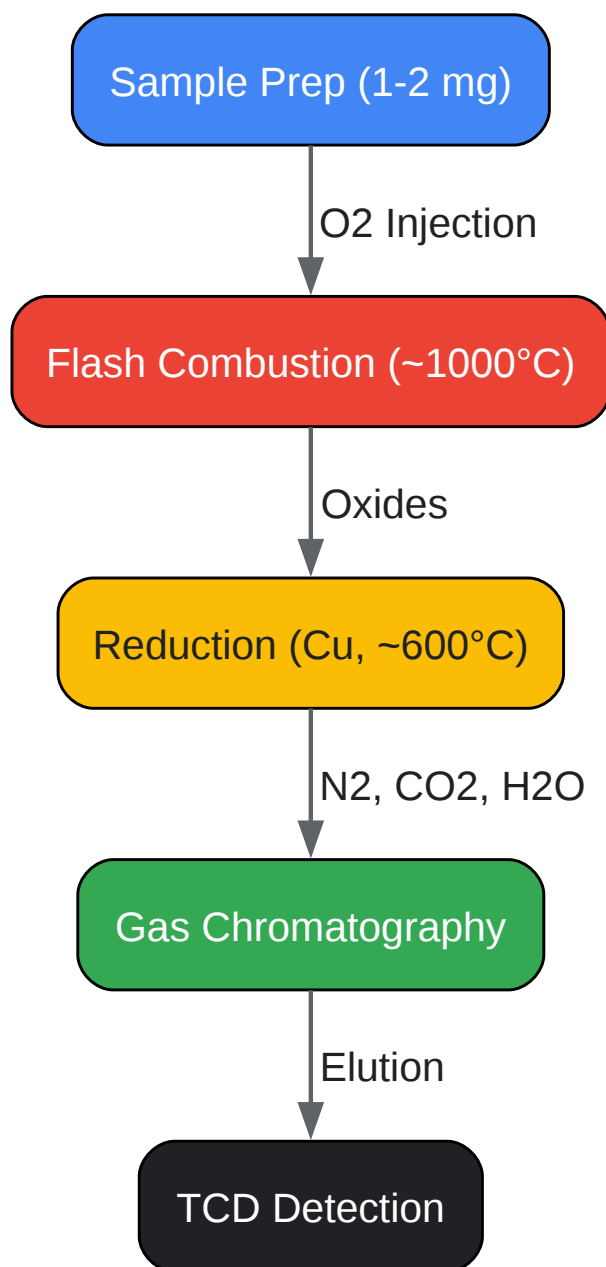 Sample Prep (1-2 mg)
O2 Injection
Flash Combustion (~1000°C)
Oxides
Reduction (Cu, ~600°C)
N2, CO2, H2O
Gas Chromatography
Elution
TCD Detection